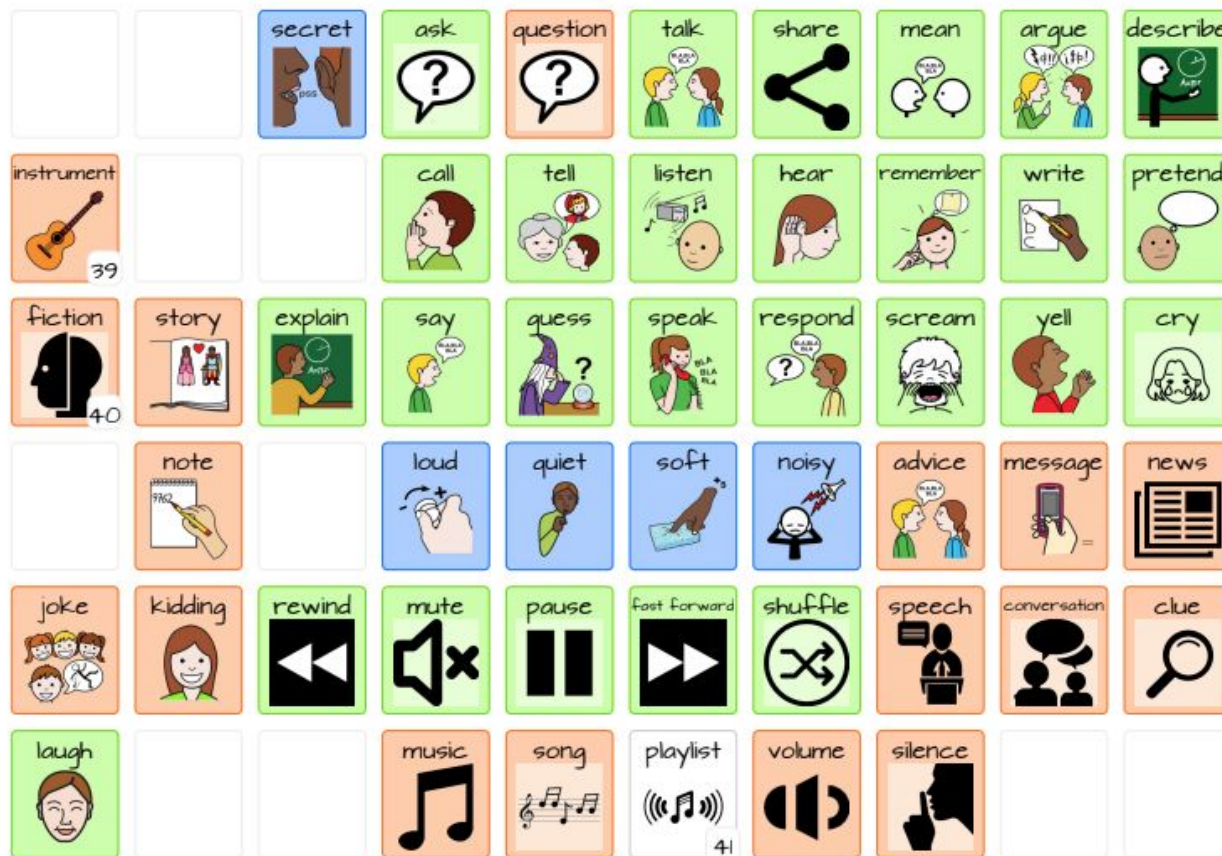 secret ask question talk share mean argue describe
instrument call tell listen hear remember write pretend
39
fiction story explain say guess speak respond scream yell cry
40
note loud quiet soft noisy advice message news
joke kidding rewind mute pause fast forward shuffle speech conversation clue
laugh music song playlist volume silence
41